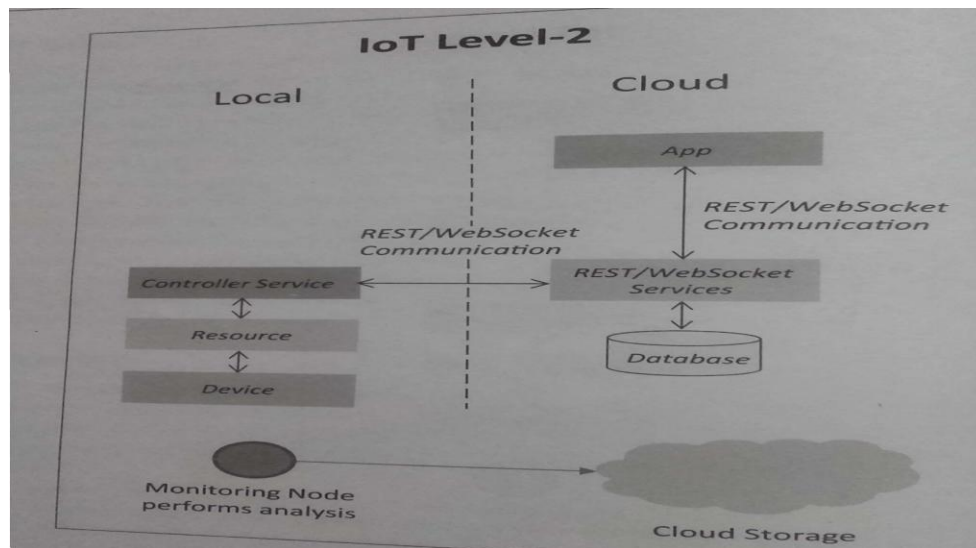 IoT Level-2
Local
Cloud
App
REST/WebSocket
Communication
REST/WebSocket
Communication
Controller Service
REST/WebSocket
Services
Resource
Database
Device
Monitoring Node
performs analysis
Cloud Storage